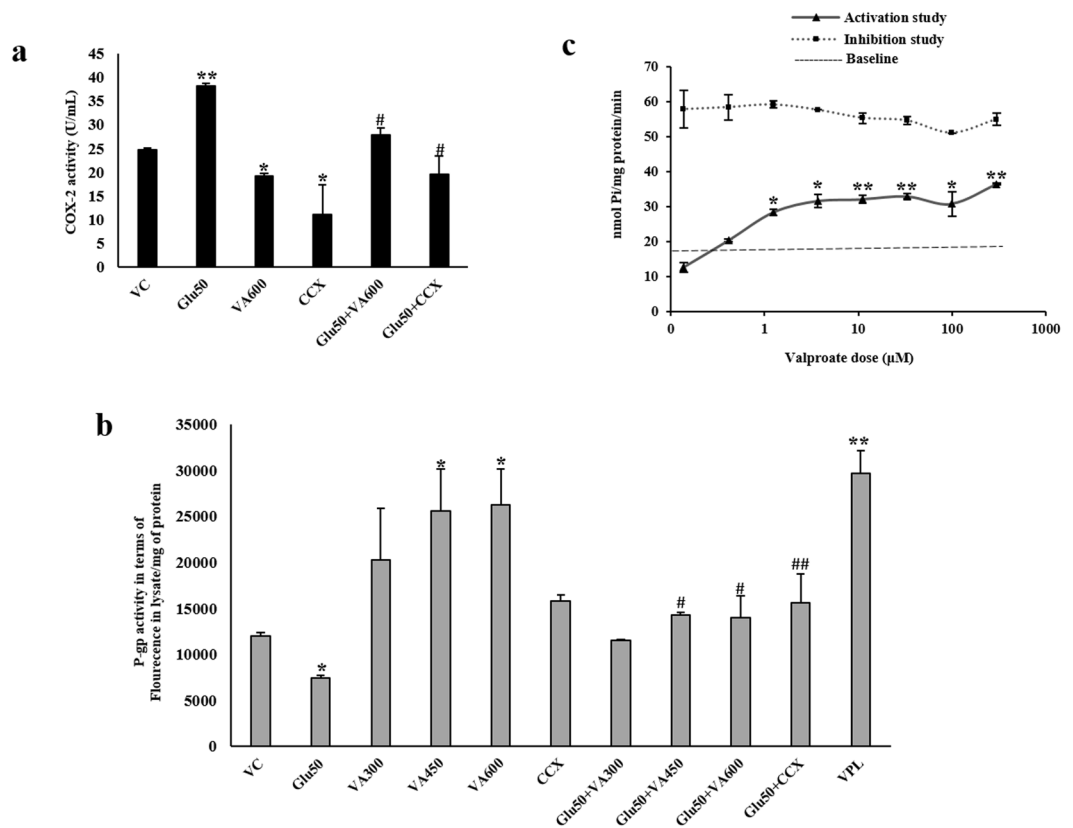 a
COX-2 activity (U/mL)
45
40
35
30
25
20
15
10
5
0
**
*
*
#
#
VC
Glu50
VA600
CCX
Glu50+VA600
Glu50+CCX
c
Activation study
Inhibition study
Baseline
nmol Pi/mg protein/min
70
60
50
40
30
20
10
0
*
*
**
**
*
**
0
1
10
100
1000
Valproate dose (µM)
b
P-gp activity in terms of
Flourecence in lysate/mg of protein
35000
30000
25000
20000
15000
10000
5000
0
*
*
*
#
#
##
**
VC
Glu50
VA300
VA450
VA600
CCX
Glu50+VA300
Glu50+VA450
Glu50+VA600
Glu50+CCX
VPL